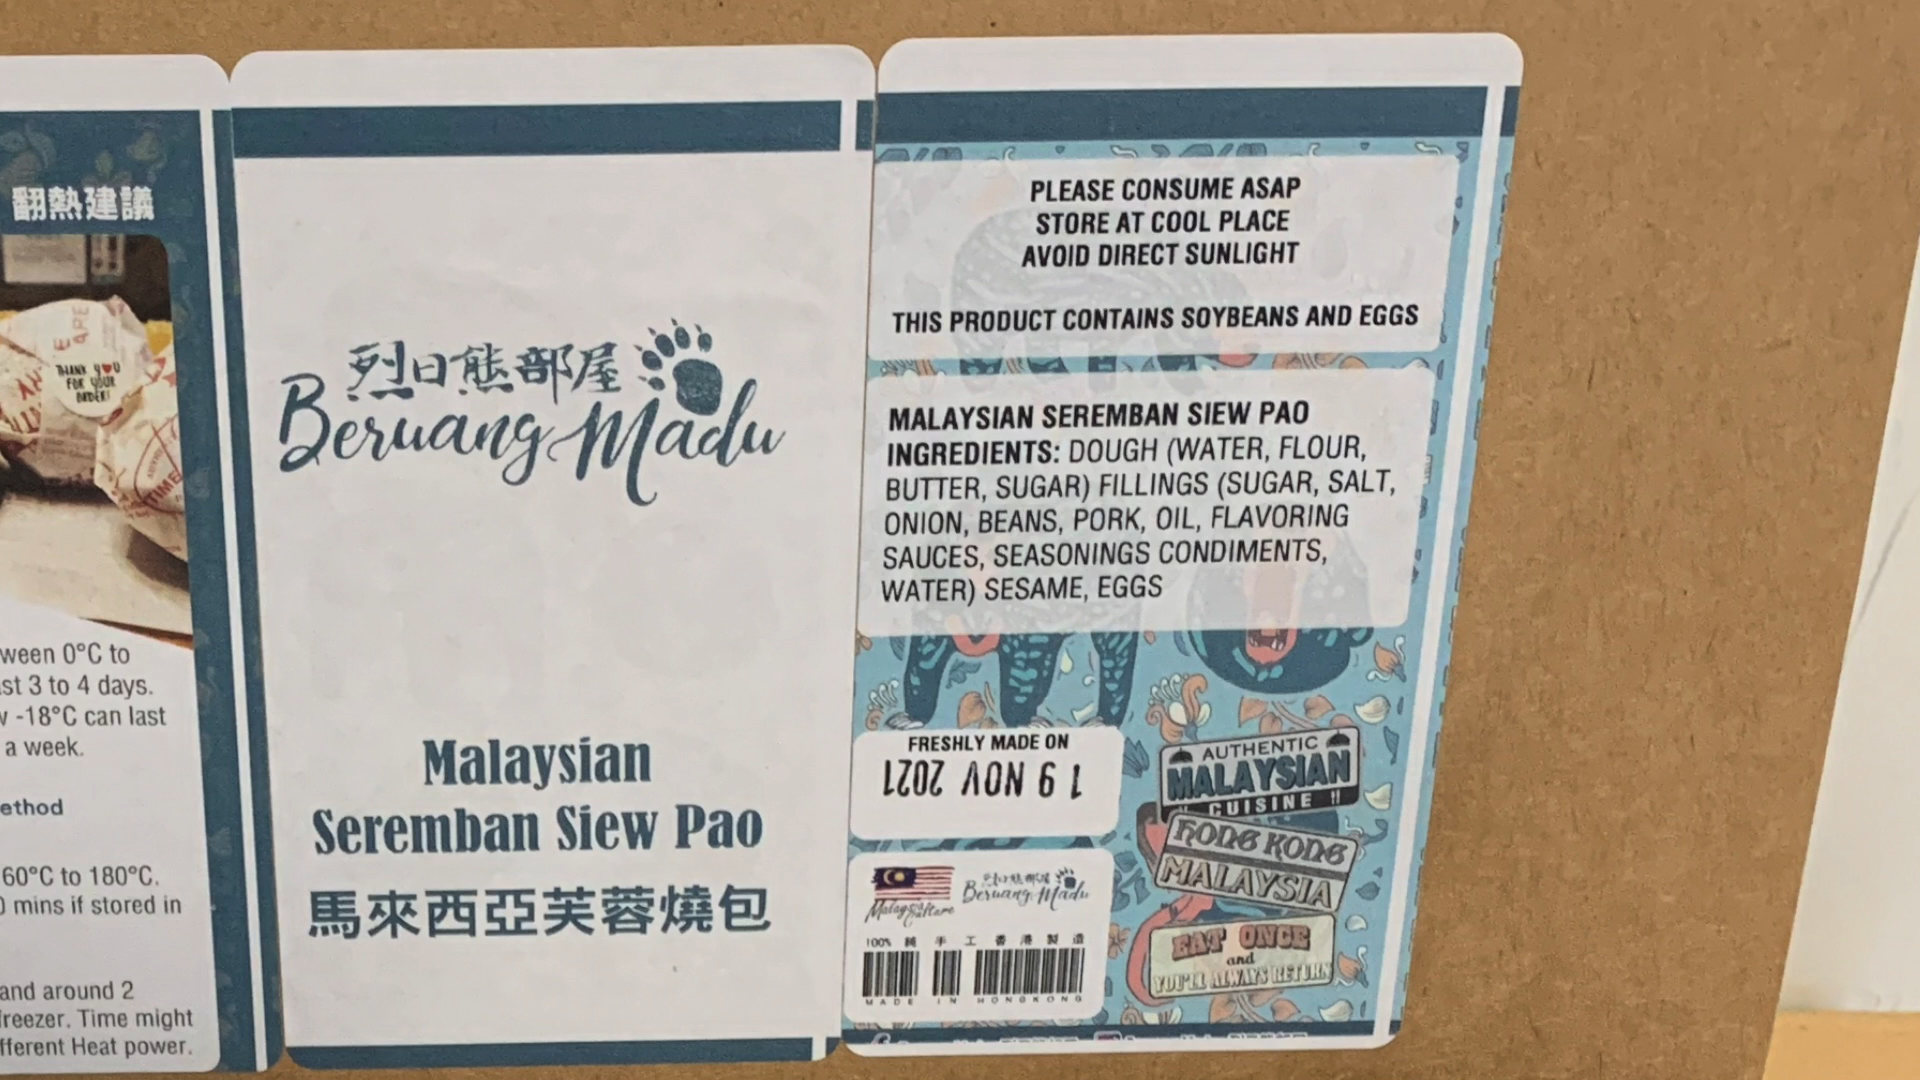 翻熱建議
THANK YOU
FOR YOUR
ORDER!
ween 0°C to
st 3 to 4 days.
-18°C can last
a week.
ethod
60°C to 180°C.
0 mins if stored in
and around 2
freezer. Time might
fferent Heat power.
烈日熊部屋
Beruang Madu
Malaysian
Seremban Siew Pao
馬來西亞芙蓉燒包
PLEASE CONSUME ASAP
STORE AT COOL PLACE
AVOID DIRECT SUNLIGHT
THIS PRODUCT CONTAINS SOYBEANS AND EGGS
MALAYSIAN SEREMBAN SIEW PAO
INGREDIENTS: DOUGH (WATER, FLOUR,
BUTTER, SUGAR) FILLINGS (SUGAR, SALT,
ONION, BEANS, PORK, OIL, FLAVORING
SAUCES, SEASONINGS CONDIMENTS,
WATER) SESAME, EGGS
FRESHLY MADE ON
19 NOV 2021
烈日熊部屋
Beruang Madu
100% 純手工香港製造
MADE IN HONGKONG
AUTHENTIC
MALAYSIAN
CUISINE
HONG KONG
MALAYSIA
EAT ONCE
and
YOU'LL ALWAYS RETURN